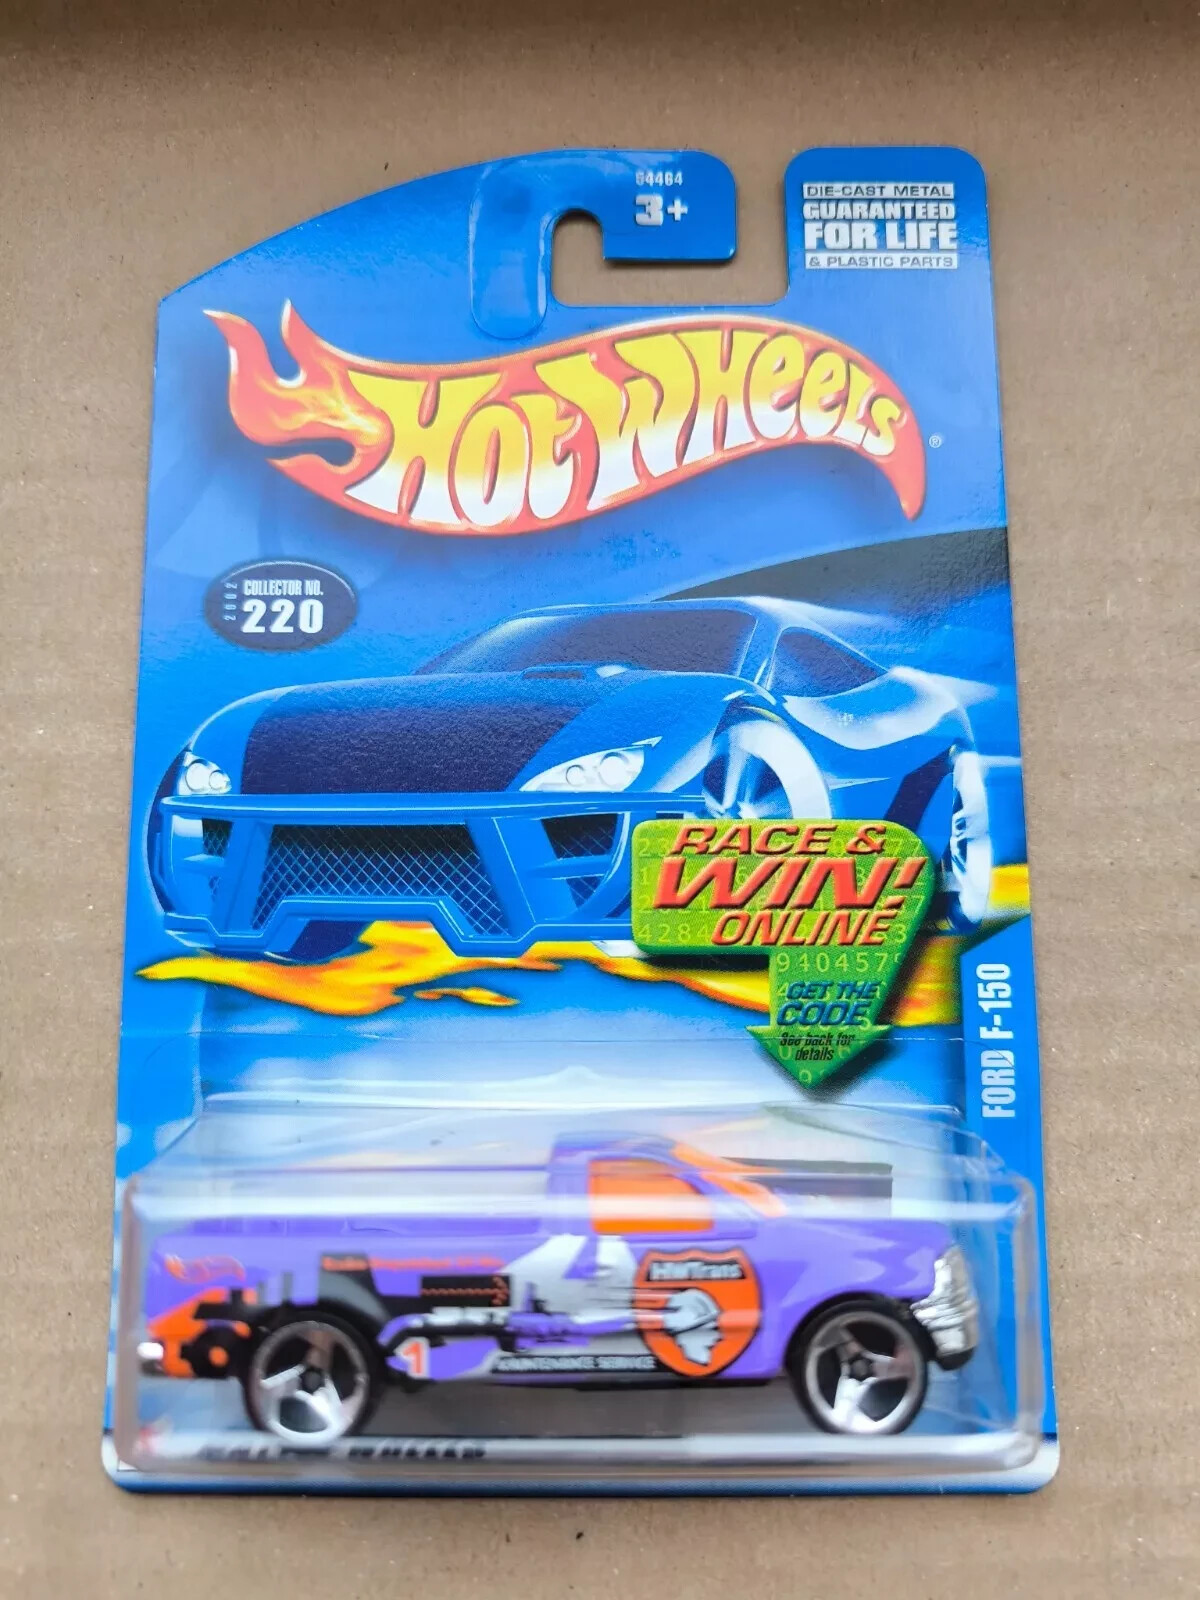 54464
3+
DIE-CAST METAL
GUARANTEED
FOR LIFE
& PLASTIC PARTS
HOT WHEELS
®
2002
COLLECTOR NO.
220
RACE &
WIN!
ONLINE
94045
GET THE
CODE
See back for
details
FORD F-150
HWTrans
1
MAINTENANCE SERVICE